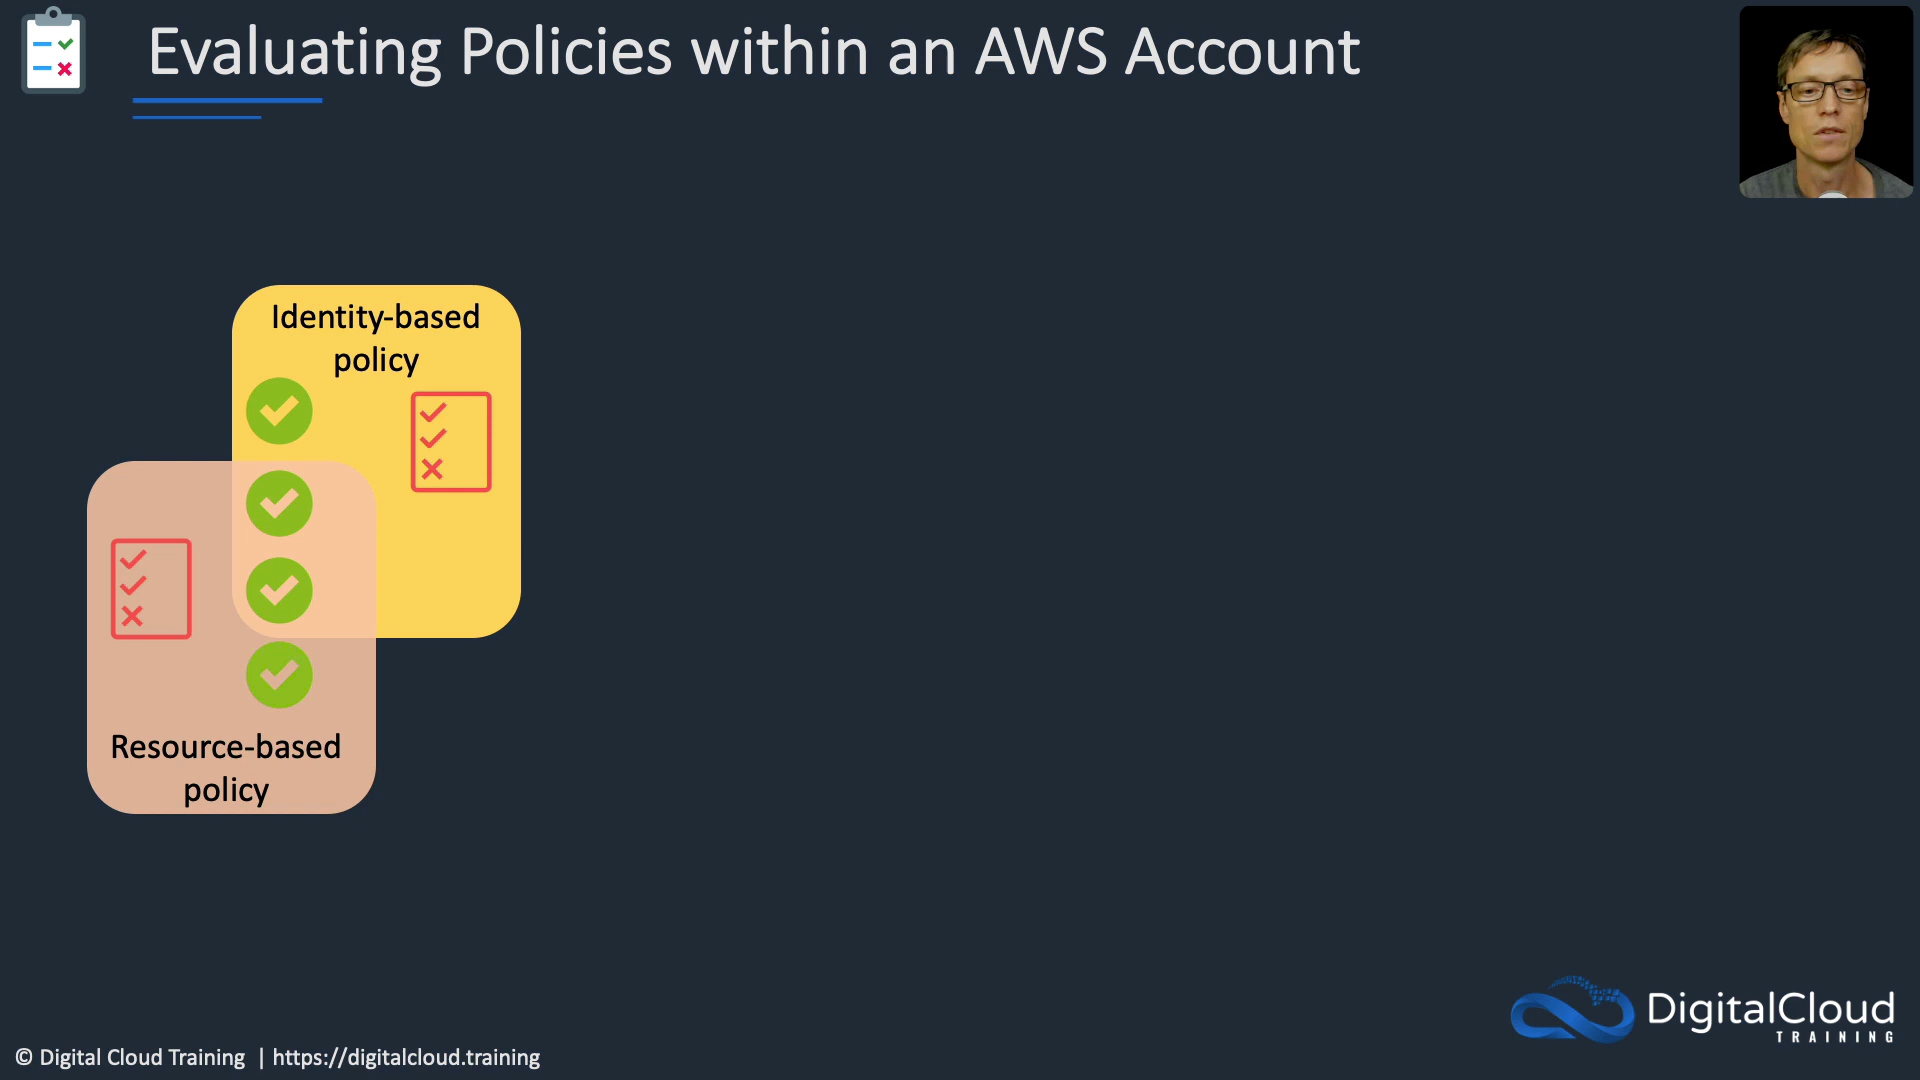 Evaluating Policies within an AWS Account
Identity-based
policy
Resource-based
policy
DigitalCloud
TRAINING
© Digital Cloud Training | https://digitalcloud.training